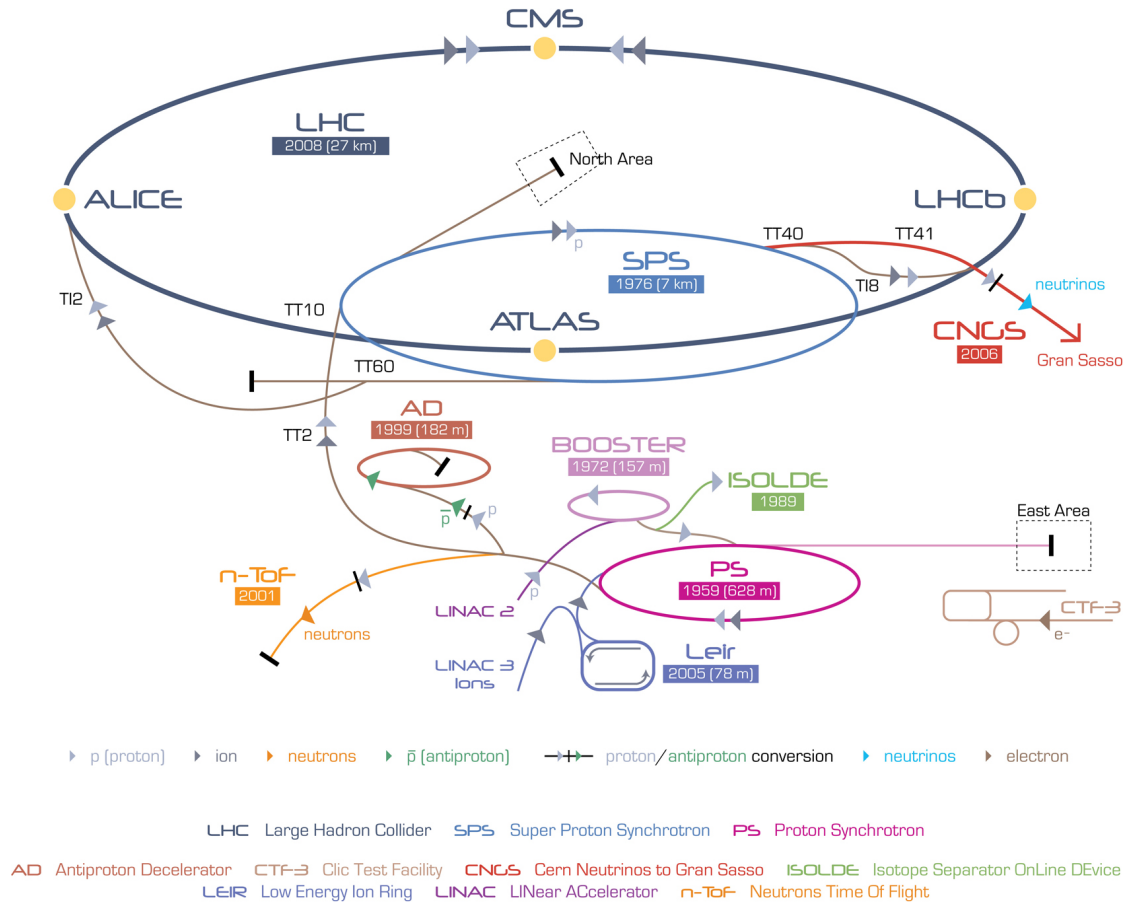 CMS
LHC
2008 (27 km)
North Area
ALICE
LHCb
TT40
TT41
p
SPS
1976 (7 km)
TI8
TI2
neutrinos
TT10
ATLAS
CNGS
2006
Gran Sasso
TT60
AD
1999 (182 m)
TT2
BOOSTER
1972 (157 m)
ISOLDE
1989
p̅
p
East Area
n-ToF
2001
PS
1959 (628 m)
p
LINAC 2
CTF-3
e-
neutrons
Leir
2005 (78 m)
LINAC 3
Ions
p (proton) ion neutrons p̅ (antiproton) proton/antiproton conversion neutrinos electron
LHC Large Hadron Collider SPS Super Proton Synchrotron PS Proton Synchrotron
AD Antiproton Decelerator CTF-3 Clic Test Facility CNGS Cern Neutrinos to Gran Sasso ISOLDE Isotope Separator OnLine DEvice
LEIR Low Energy Ion Ring LINAC LINear ACcelerator n-ToF Neutrons Time Of Flight